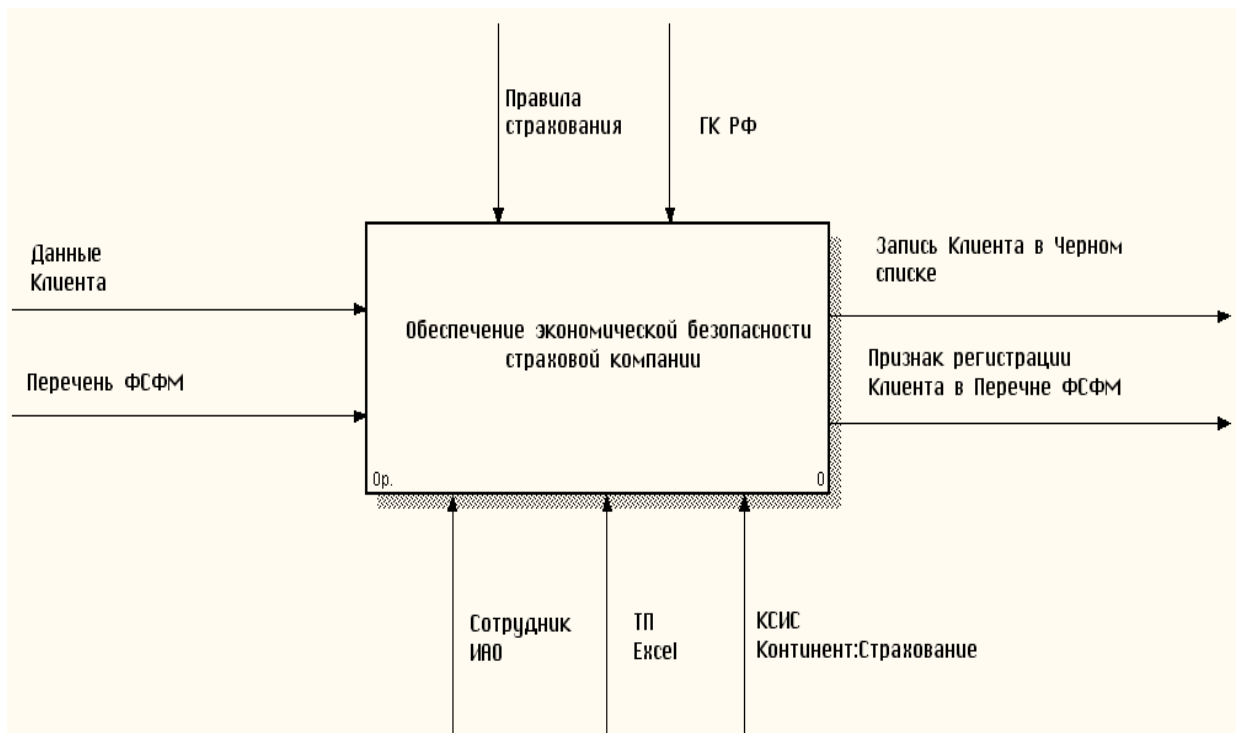 Правила
страхования
ГК РФ
Данные
Клиента
Запись Клиента в Черном
списке
Обеспечение экономической безопасности
страховой компании
Признак регистрации
Клиента в Перечне ФСФМ
Перечень ФСФМ
0р.
0
Сотрудник
ИАО
ТП
Excel
КСИС
Континент:Страхование